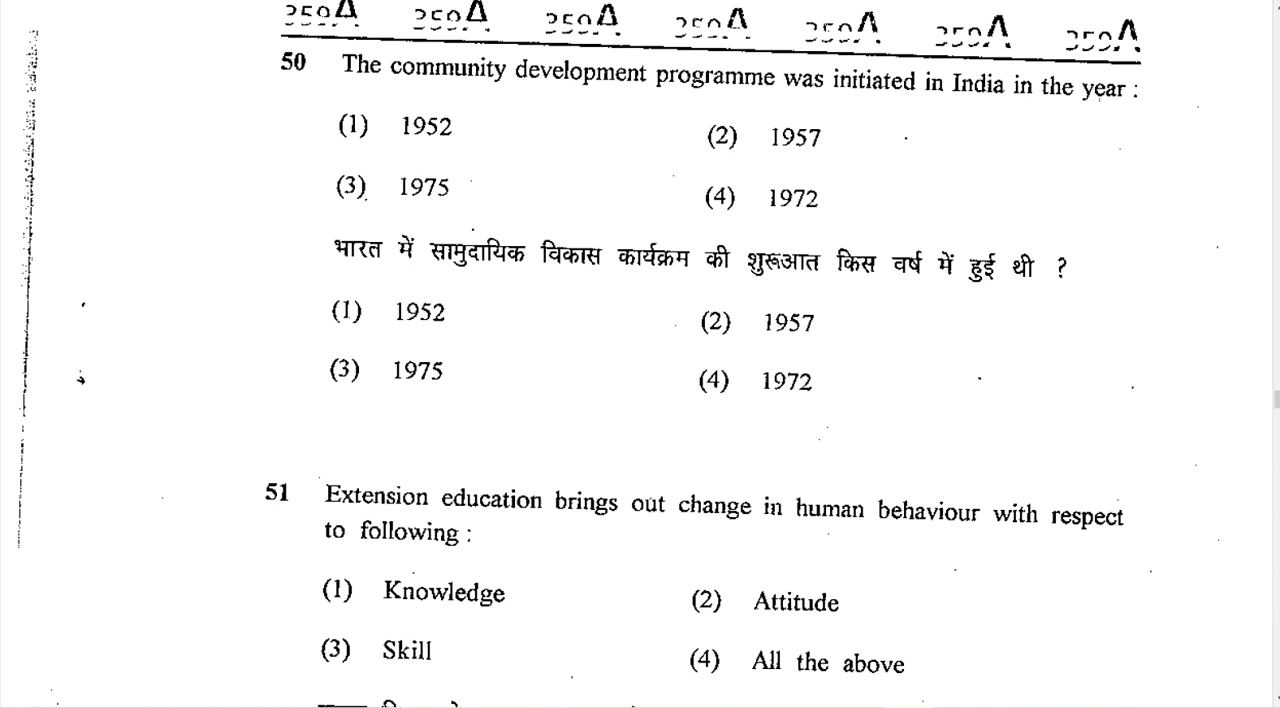 50 The community development programme was initiated in India in the year :
(1) 1952 (2) 1957
(3) 1975 (4) 1972
भारत में सामुदायिक विकास कार्यक्रम की शुरूआत किस वर्ष में हुई थी ?
(1) 1952 (2) 1957
(3) 1975 (4) 1972
51 Extension education brings out change in human behaviour with respect
to following :
(1) Knowledge (2) Attitude
(3) Skill (4) All the above